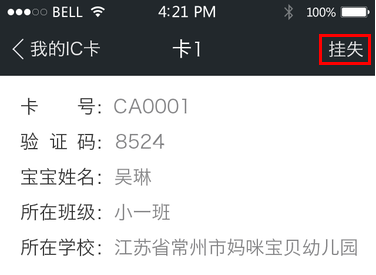 BELL 4:21 PM 100%
我的IC卡 卡1 挂失
卡 号：CA0001
验 证 码：8524
宝宝姓名：吴琳
所在班级：小一班
所在学校：江苏省常州市妈咪宝贝幼儿园